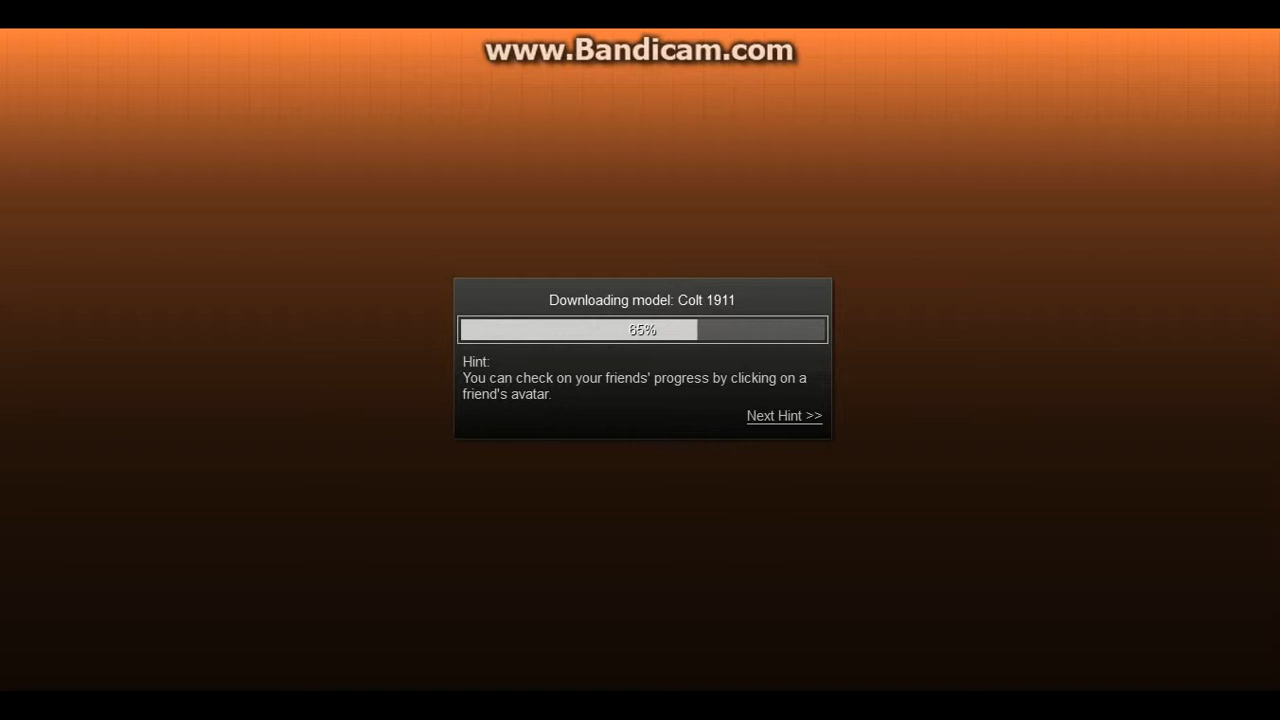 www.Bandicam.com
Downloading model: Colt 1911
65%
Hint:
You can check on your friends' progress by clicking on a
friend's avatar.
Next Hint >>